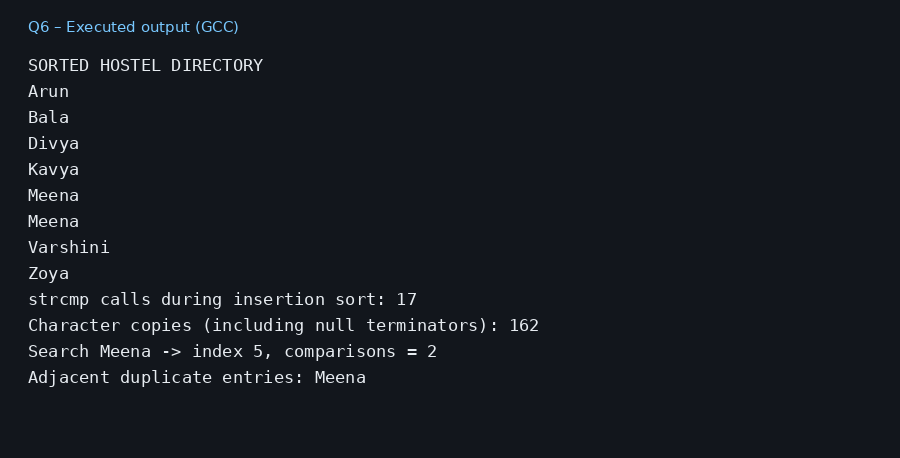 Q6 – Executed output (GCC)
SORTED HOSTEL DIRECTORY
Arun
Bala
Divya
Kavya
Meena
Meena
Varshini
Zoya
strcmp calls during insertion sort: 17
Character copies (including null terminators): 162
Search Meena -> index 5, comparisons = 2
Adjacent duplicate entries: Meena